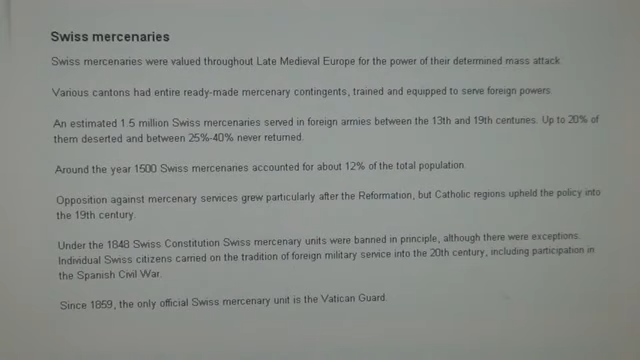 Swiss mercenaries
Swiss mercenaries were valued throughout Late Medieval Europe for the power of their determined mass attack.
Various cantons had entire ready-made mercenary contingents, trained and equipped to serve foreign powers.
An estimated 1.5 million Swiss mercenaries served in foreign armies between the 13th and 19th centuries. Up to 20% of
them deserted and between 25%-40% never returned.
Around the year 1500 Swiss mercenaries accounted for about 12% of the total population.
Opposition against mercenary services grew particularly after the Reformation, but Catholic regions upheld the policy into
the 19th century.
Under the 1848 Swiss Constitution Swiss mercenary units were banned in principle, although there were exceptions.
Individual Swiss citizens carried on the tradition of foreign military service into the 20th century, including participation in
the Spanish Civil War.
Since 1859, the only official Swiss mercenary unit is the Vatican Guard.